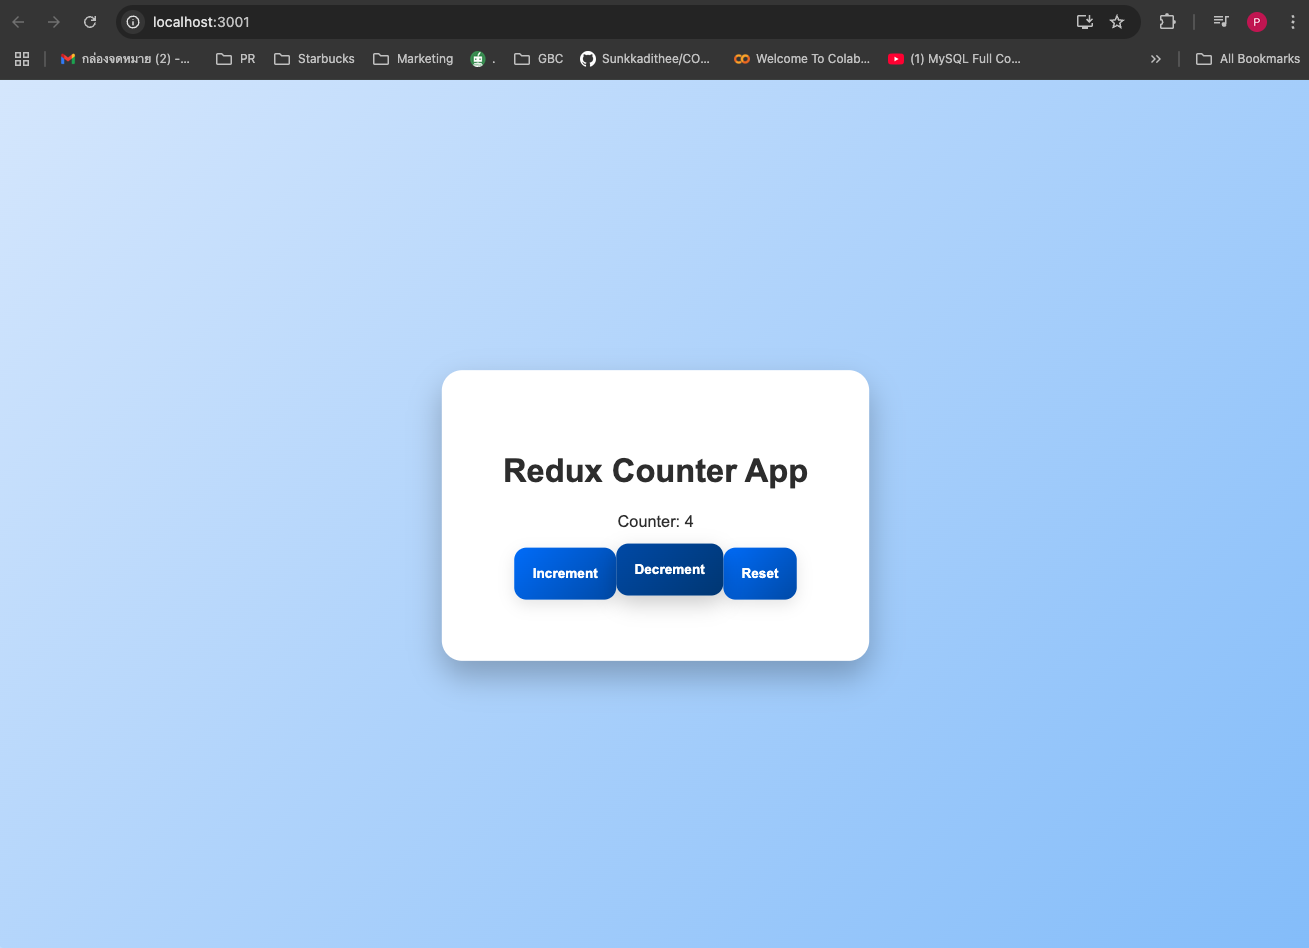 localhost:3001
P
กล่องจดหมาย (2) -...
PR
Starbucks
Marketing
.
GBC
Sunkkadithee/CO...
Welcome To Colab...
(1) MySQL Full Co...
All Bookmarks
Redux Counter App
Counter: 4
Increment
Decrement
Reset